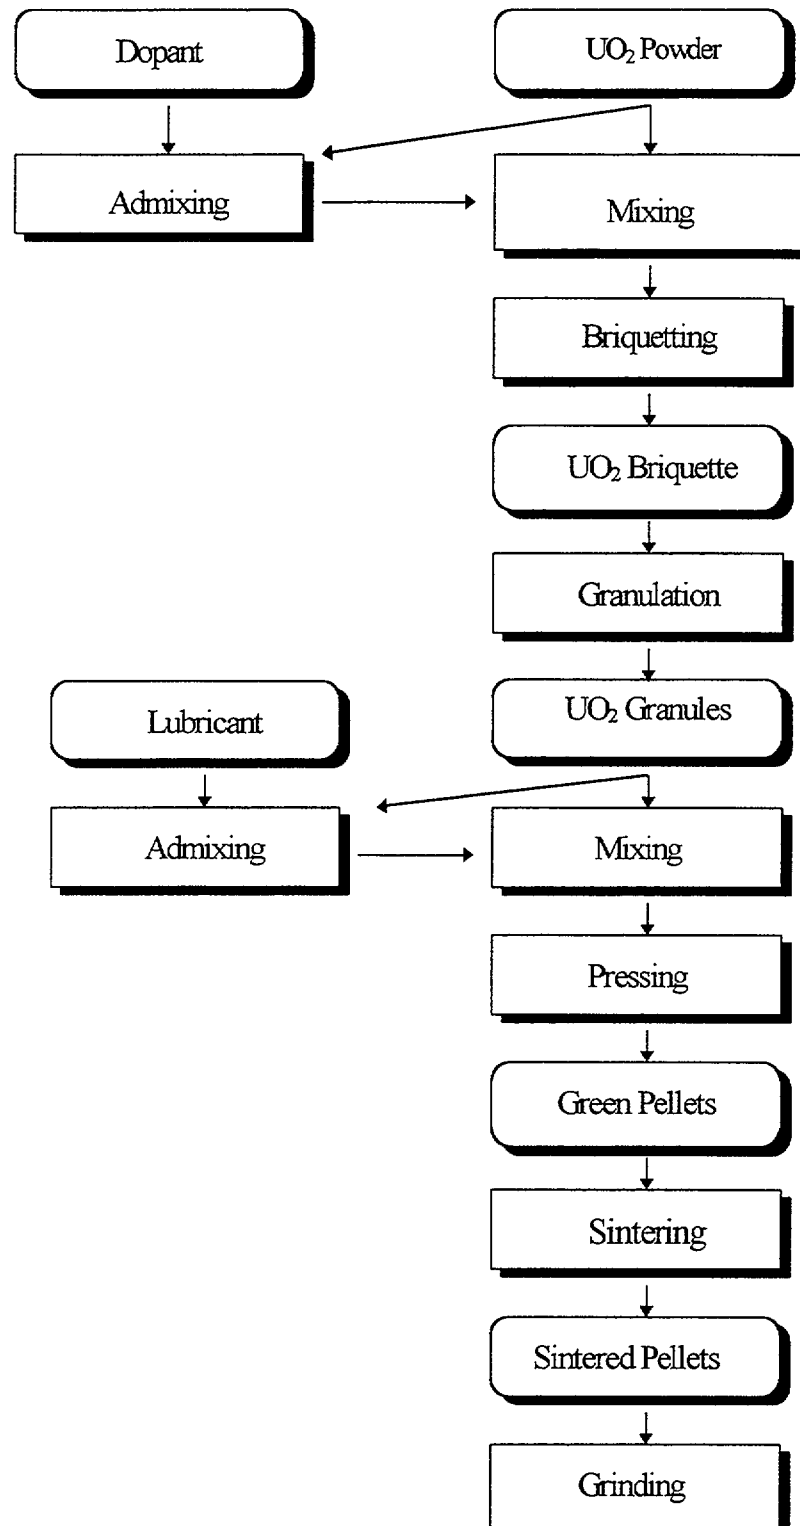 Dopant
UO₂ Powder
Admixing
Mixing
Briquetting
UO₂ Briquette
Granulation
UO₂ Granules
Lubricant
Admixing
Mixing
Pressing
Green Pellets
Sintering
Sintered Pellets
Grinding